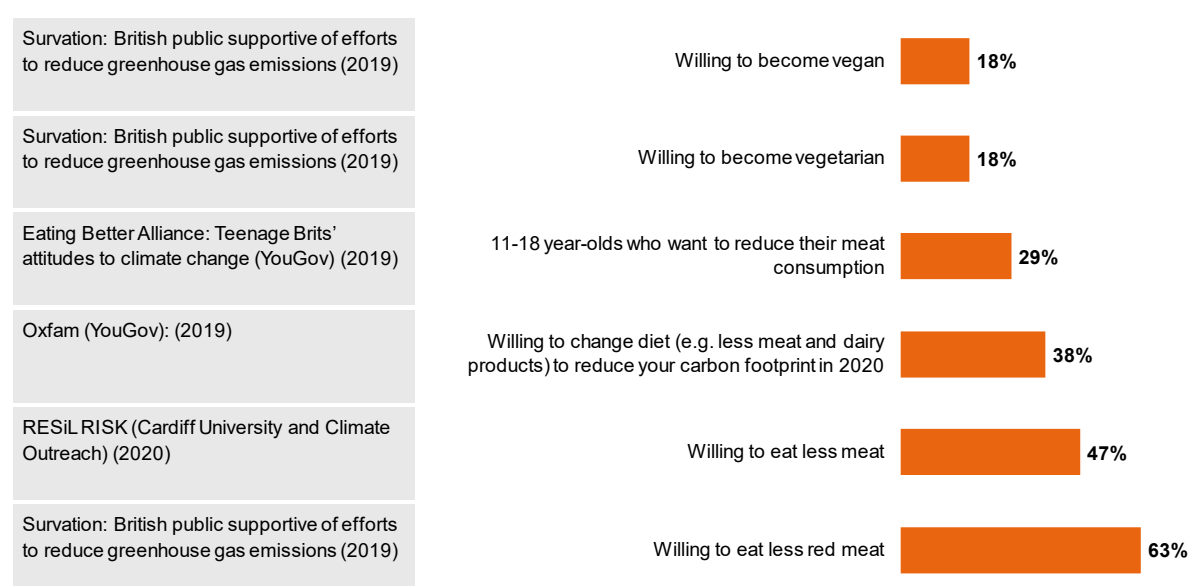 Survation: British public supportive of efforts
to reduce greenhouse gas emissions (2019)
Willing to become vegan
18%
Survation: British public supportive of efforts
to reduce greenhouse gas emissions (2019)
Willing to become vegetarian
18%
Eating Better Alliance: Teenage Brits’
attitudes to climate change (YouGov) (2019)
11-18 year-olds who want to reduce their meat
consumption
29%
Oxfam (YouGov): (2019)
Willing to change diet (e.g. less meat and dairy
products) to reduce your carbon footprint in 2020
38%
RESiL RISK (Cardiff University and Climate
Outreach) (2020)
Willing to eat less meat
47%
Survation: British public supportive of efforts
to reduce greenhouse gas emissions (2019)
Willing to eat less red meat
63%